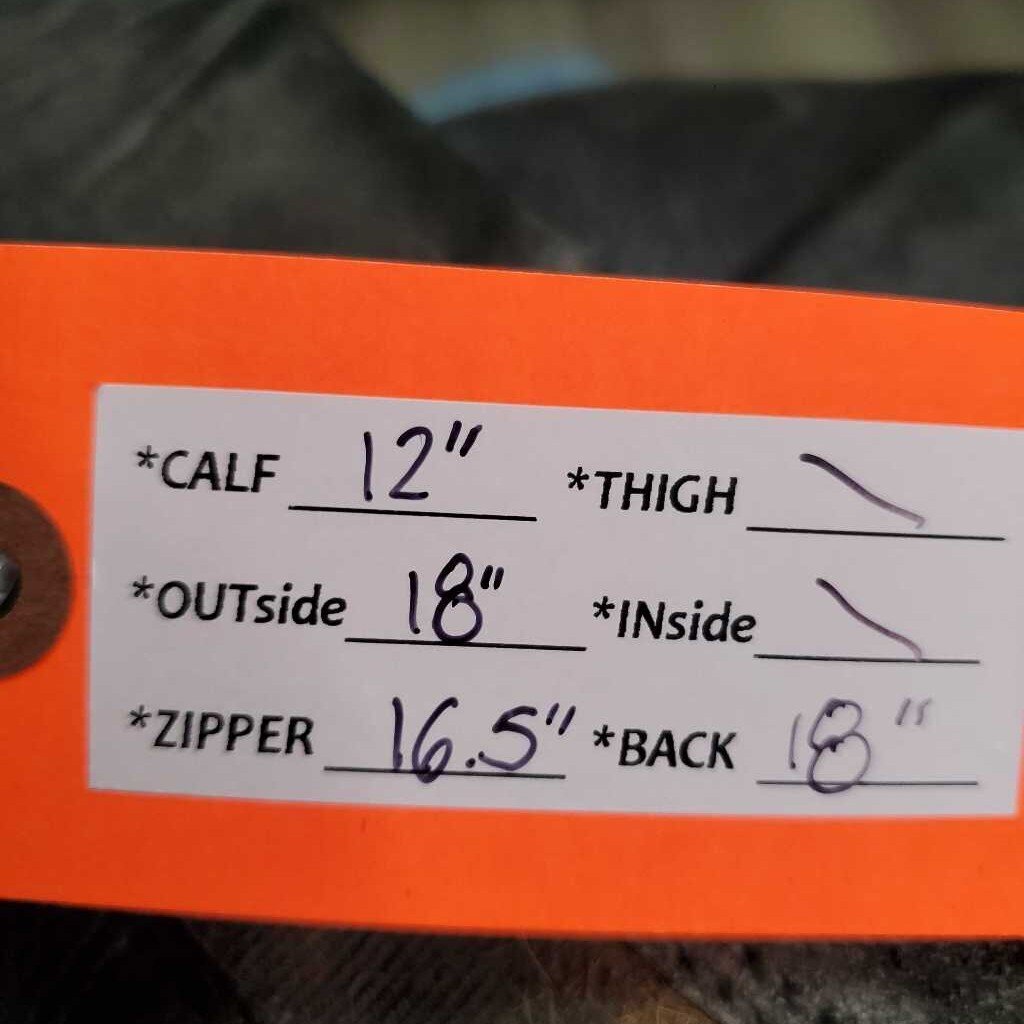 *CALF 12" *THIGH \
*OUTside 18" *INside \
*ZIPPER 16.5" *BACK 18"